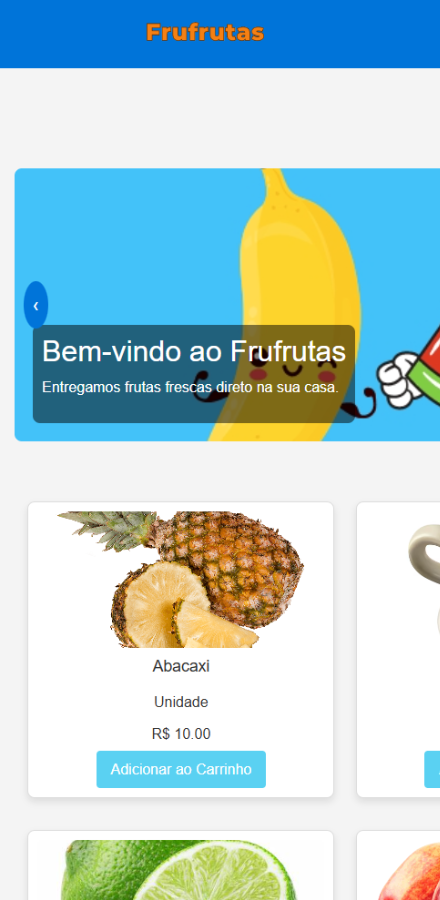 Frufrutas
‹
Bem-vindo ao Frufrutas
Entregamos frutas frescas direto na sua casa.
Abacaxi
Unidade
R$ 10.00
Adicionar ao Carrinho